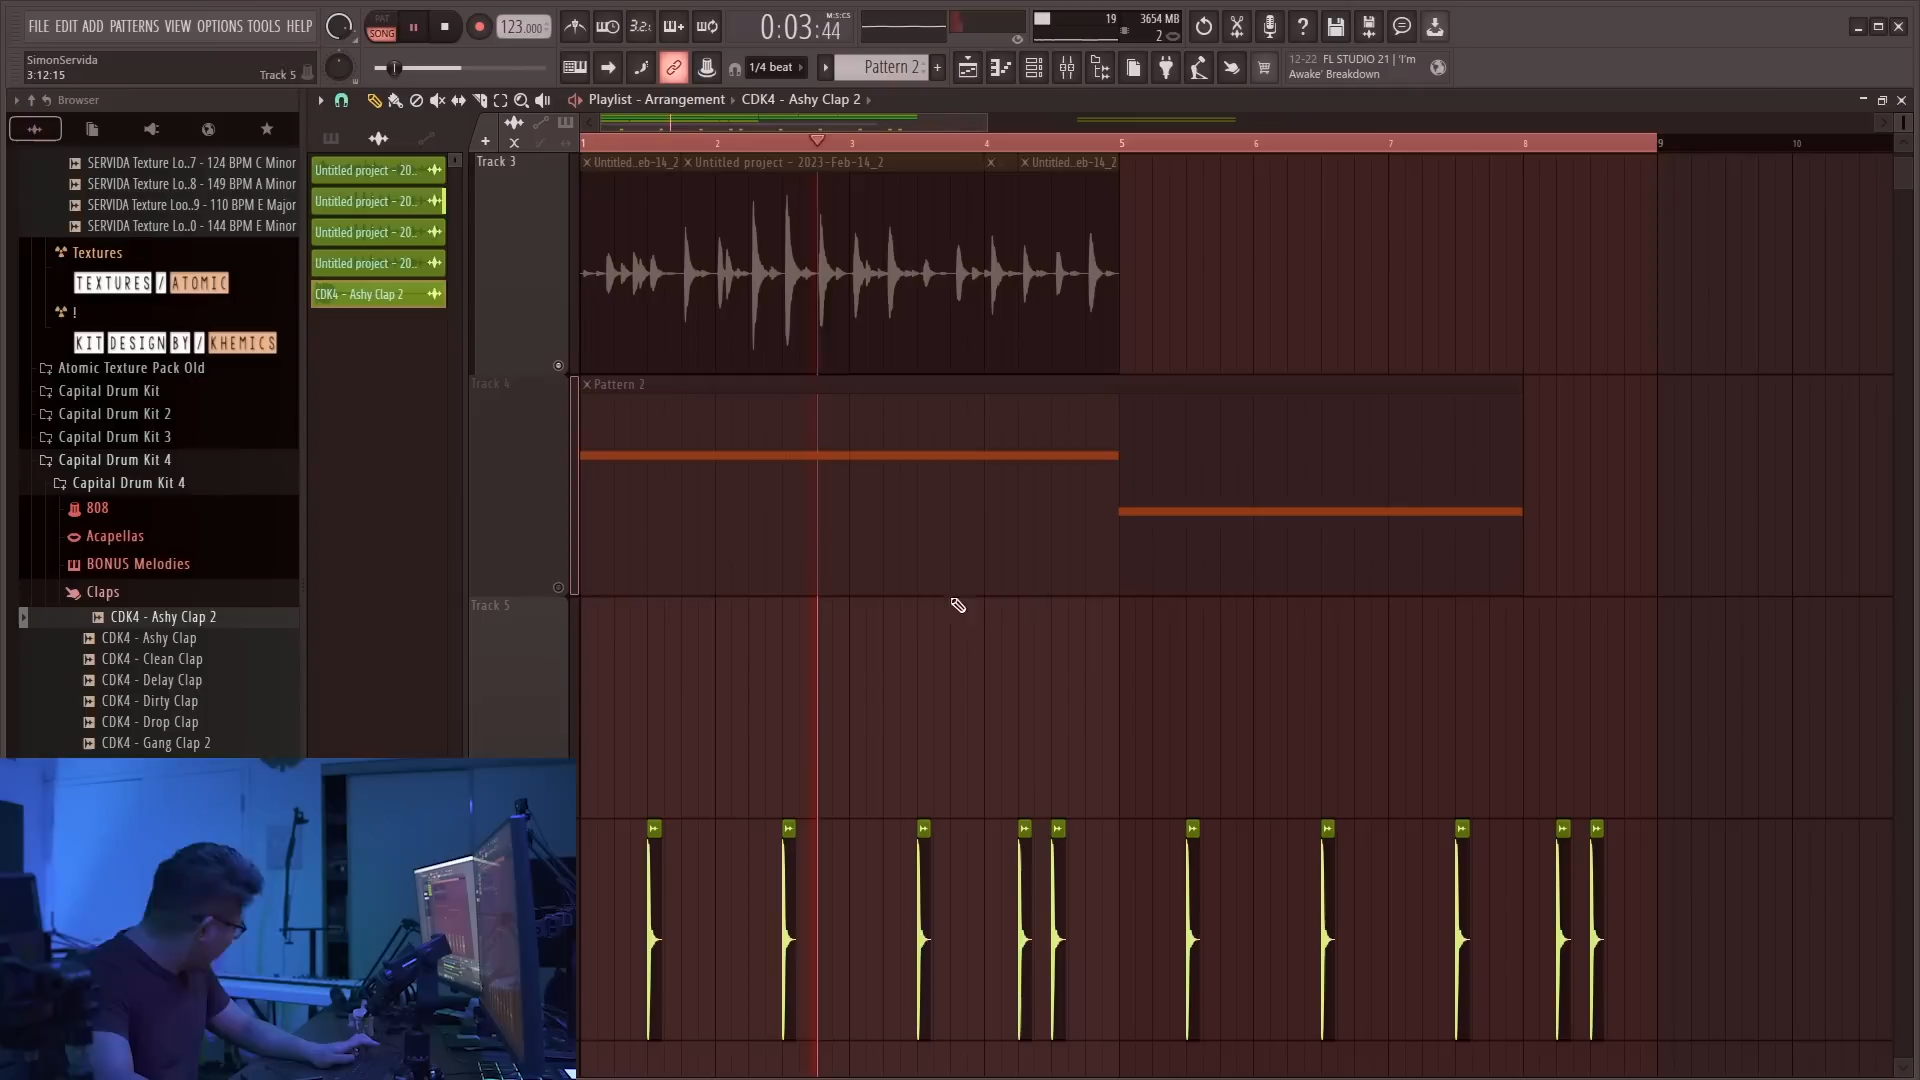 FILE EDIT ADD PATTERNS VIEW OPTIONS TOOLS HELP
PAT
SONG
123.000
3.2
0:03:44
M:S:CS
19
3654 MB
2
SimonServida
3:12:15
Track 5
1/4 beat
Pattern 2
12-22 FL STUDIO 21 | 'I'm
Awake' Breakdown
Browser
Playlist - Arrangement › CDK4 - Ashy Clap 2 ›
SERVIDA Texture Lo..7 - 124 BPM C Minor
SERVIDA Texture Lo..8 - 149 BPM A Minor
SERVIDA Texture Loo..9 - 110 BPM E Major
SERVIDA Texture Lo..0 - 144 BPM E Minor
Textures
TEXTURES / ATOMIC
!
KIT DESIGN BY / KHEMICS
Atomic Texture Pack Old
Capital Drum Kit
Capital Drum Kit 2
Capital Drum Kit 3
Capital Drum Kit 4
Capital Drum Kit 4
808
Acapellas
BONUS Melodies
Claps
CDK4 - Ashy Clap 2
CDK4 - Ashy Clap
CDK4 - Clean Clap
CDK4 - Delay Clap
CDK4 - Dirty Clap
CDK4 - Drop Clap
CDK4 - Gang Clap 2
Untitled project - 20..
Untitled project - 20..
Untitled project - 20..
Untitled project - 20..
CDK4 - Ashy Clap 2
1 2 3 4 5 6 7 8 9 10
Track 3
Untitled..eb-14_2
Untitled project - 2023-Feb-14_2
Untitled..eb-14_2
Track 4
Pattern 2
Track 5